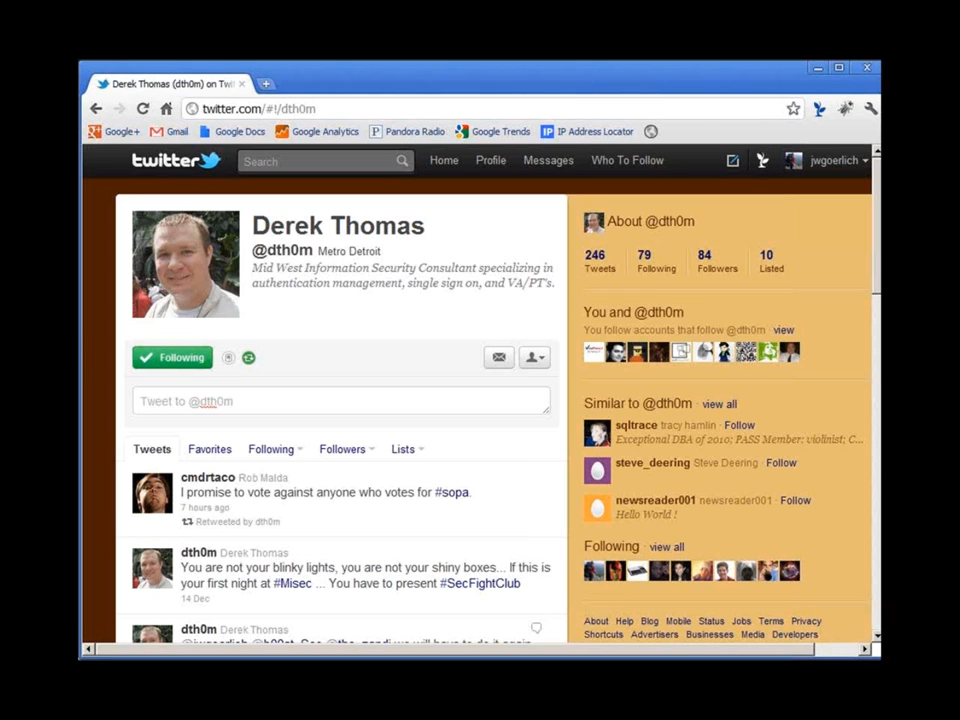 Derek Thomas (dth0m) on Twit
twitter.com/#!/dth0m
Google+ Gmail Google Docs Google Analytics Pandora Radio Google Trends IP Address Locator
twitter Search Home Profile Messages Who To Follow jwgoerlich
Derek Thomas
@dth0m Metro Detroit
Mid West Information Security Consultant specializing in
authentication management, single sign on, and VA/PT's.
Following
Tweet to @dth0m
Tweets Favorites Following Followers Lists
cmdrtaco Rob Malda
I promise to vote against anyone who votes for #sopa.
7 hours ago
Retweeted by dth0m
dth0m Derek Thomas
You are not your blinky lights, you are not your shiny boxes... If this is
your first night at #Misec ... You have to present #SecFightClub
14 Dec
dth0m Derek Thomas
About @dth0m
246 79 84 10
Tweets Following Followers Listed
You and @dth0m
You follow accounts that follow @dth0m · view
Similar to @dth0m · view all
sqltrace tracy hamlin · Follow
Exceptional DBA of 2010; PASS Member: violinist; C...
steve_deering Steve Deering · Follow
newsreader001 newsreader001 · Follow
Hello World !
Following · view all
About Help Blog Mobile Status Jobs Terms Privacy
Shortcuts Advertisers Businesses Media Developers